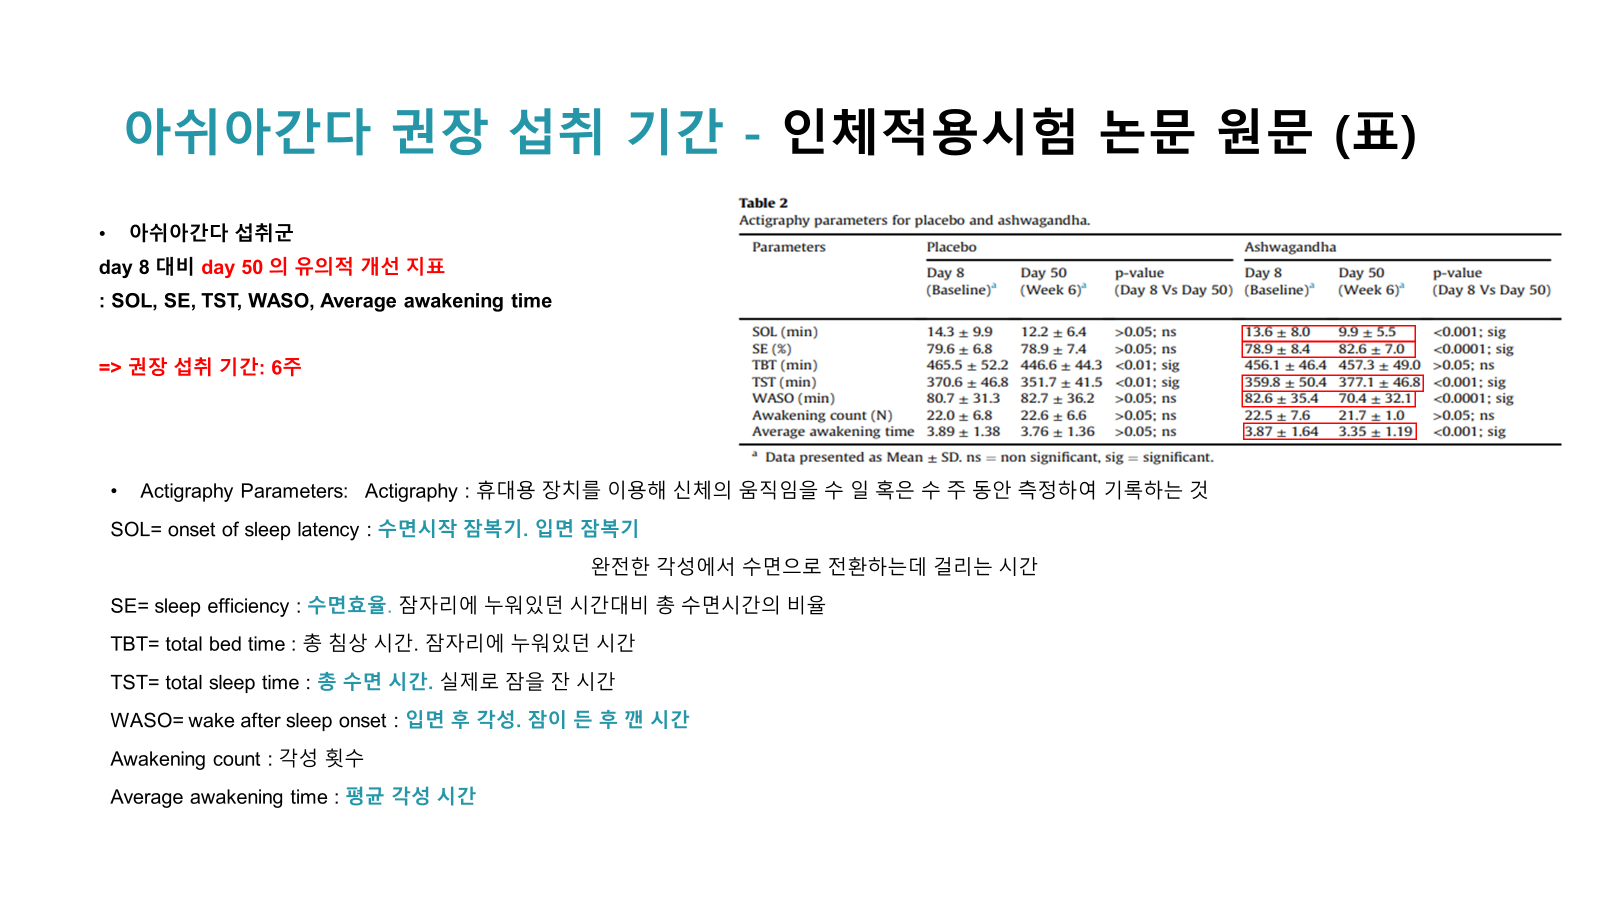 아쉬아간다 권장 섭취 기간 - 인체적용시험 논문 원문 (표)
• 아쉬아간다 섭취군
day 8 대비 day 50 의 유의적 개선 지표
: SOL, SE, TST, WASO, Average awakening time
=> 권장 섭취 기간: 6주
Table 2
Actigraphy parameters for placebo and ashwagandha.
Parameters Placebo Ashwagandha
Day 8 Day 50 p-value Day 8 Day 50 p-value
(Baseline)a (Week 6)a (Day 8 Vs Day 50) (Baseline)a (Week 6)a (Day 8 Vs Day 50)
SOL (min) 14.3 ± 9.9 12.2 ± 6.4 >0.05; ns 13.6 ± 8.0 9.9 ± 5.5 <0.001; sig
SE (%) 79.6 ± 6.8 78.9 ± 7.4 >0.05; ns 78.9 ± 8.4 82.6 ± 7.0 <0.0001; sig
TBT (min) 465.5 ± 52.2 446.6 ± 44.3 <0.01; sig 456.1 ± 46.4 457.3 ± 49.0 >0.05; ns
TST (min) 370.6 ± 46.8 351.7 ± 41.5 <0.01; sig 359.8 ± 50.4 377.1 ± 46.8 <0.001; sig
WASO (min) 80.7 ± 31.3 82.7 ± 36.2 >0.05; ns 82.6 ± 35.4 70.4 ± 32.1 <0.0001; sig
Awakening count (N) 22.0 ± 6.8 22.6 ± 6.6 >0.05; ns 22.5 ± 7.6 21.7 ± 1.0 >0.05; ns
Average awakening time 3.89 ± 1.38 3.76 ± 1.36 >0.05; ns 3.87 ± 1.64 3.35 ± 1.19 <0.001; sig
a Data presented as Mean ± SD. ns = non significant, sig = significant.
• Actigraphy Parameters: Actigraphy : 휴대용 장치를 이용해 신체의 움직임을 수 일 혹은 수 주 동안 측정하여 기록하는 것
SOL= onset of sleep latency : 수면시작 잠복기. 입면 잠복기
완전한 각성에서 수면으로 전환하는데 걸리는 시간
SE= sleep efficiency : 수면효율. 잠자리에 누워있던 시간대비 총 수면시간의 비율
TBT= total bed time : 총 침상 시간. 잠자리에 누워있던 시간
TST= total sleep time : 총 수면 시간. 실제로 잠을 잔 시간
WASO= wake after sleep onset : 입면 후 각성. 잠이 든 후 깬 시간
Awakening count : 각성 횟수
Average awakening time : 평균 각성 시간